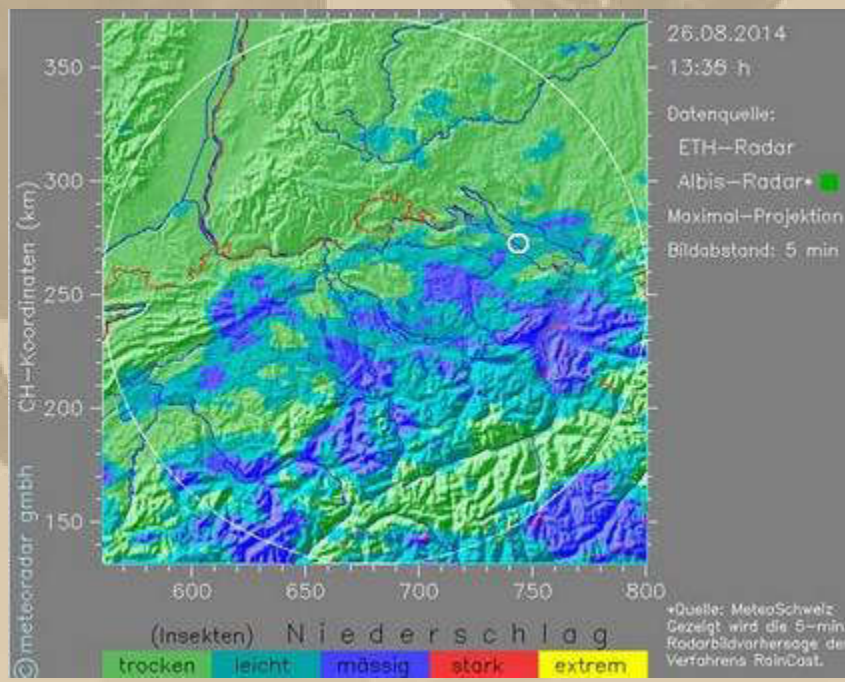 26.08.2014
13:36 h
Datenquelle:
ETH-Radar
Albis-Radar*
Maximal-Projektion
Bildabstand: 5 min
350
300
250
200
150
CH-Koordinaten (km)
600
650
700
750
800
©meteoradar gmbh
(Insekten) Niederschlag
trocken leicht mässig stark extrem
*Quelle: MeteoSchweiz
Gezeigt wird die 5-min
Radarbildvorhersage des
Verfahrens RainCast.